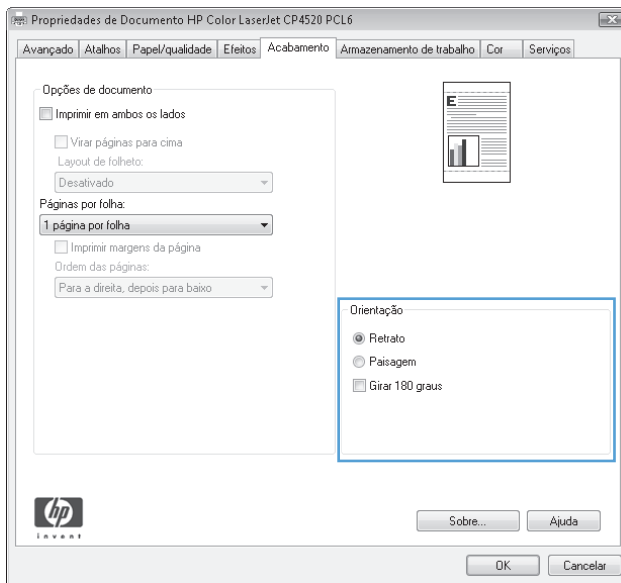 Propriedades de Documento HP Color LaserJet CP4520 PCL6
Avançado Atalhos Papel/qualidade Efeitos Acabamento Armazenamento de trabalho Cor Serviços
Opções de documento
Imprimir em ambos os lados
Virar páginas para cima
Layout de folheto:
Desativado
Páginas por folha:
1 página por folha
Imprimir margens da página
Ordem das páginas:
Para a direita, depois para baixo
E
Orientação
Retrato
Paisagem
Girar 180 graus
hp
invent
Sobre... Ajuda
OK Cancelar